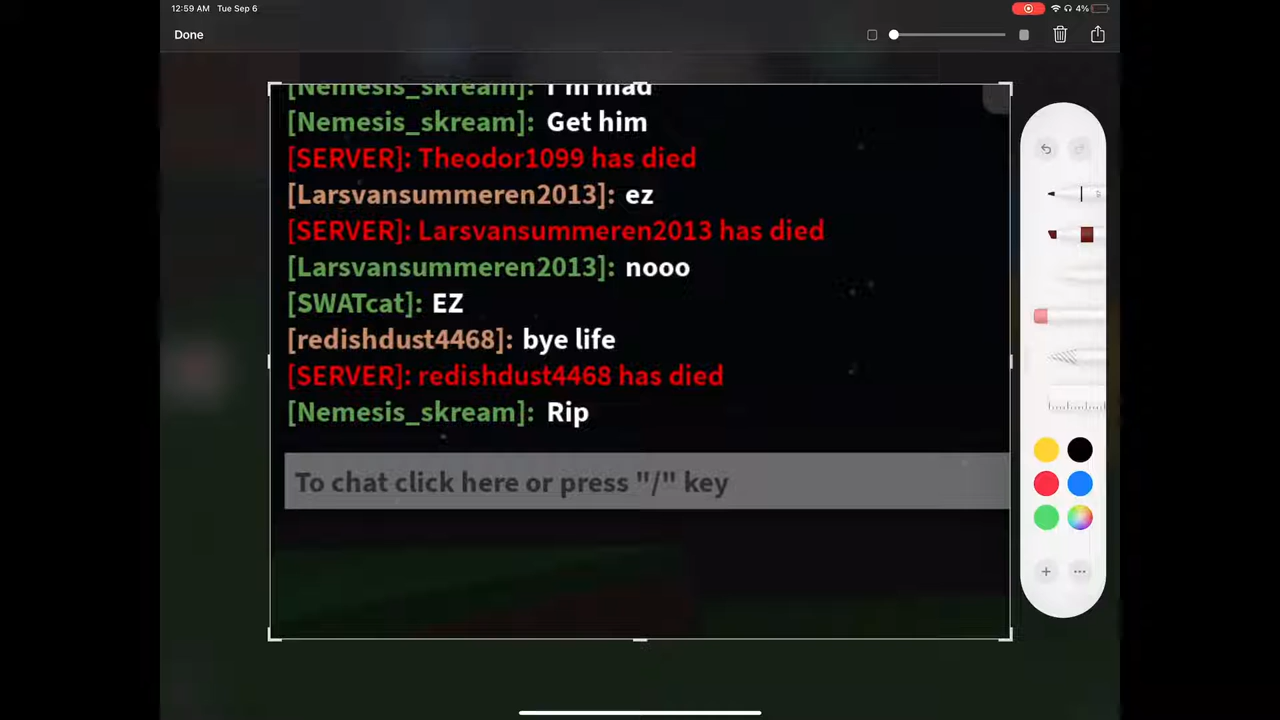 12:59 AM Tue Sep 6
4%
Done
[Nemesis_skream]: I'm mad
[Nemesis_skream]: Get him
[SERVER]: Theodor1099 has died
[Larsvansummeren2013]: ez
[SERVER]: Larsvansummeren2013 has died
[Larsvansummeren2013]: nooo
[SWATcat]: EZ
[redishdust4468]: bye life
[SERVER]: redishdust4468 has died
[Nemesis_skream]: Rip
To chat click here or press "/" key